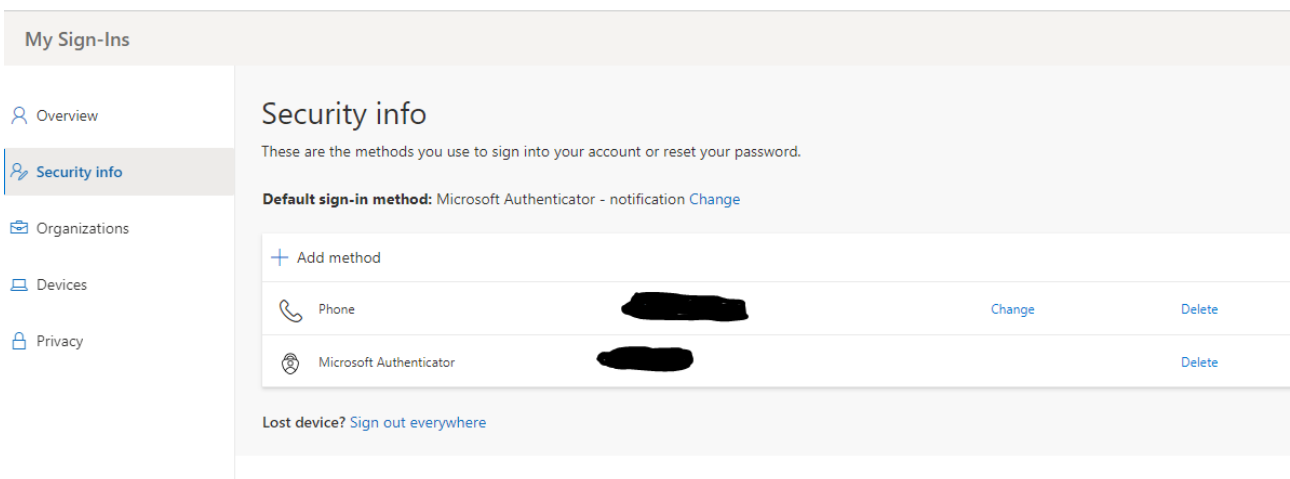 My Sign-Ins
Overview
Security info
Organizations
Devices
Privacy
Security info
These are the methods you use to sign into your account or reset your password.
Default sign-in method: Microsoft Authenticator - notification Change
Add method
Phone Change Delete
Microsoft Authenticator Delete
Lost device? Sign out everywhere